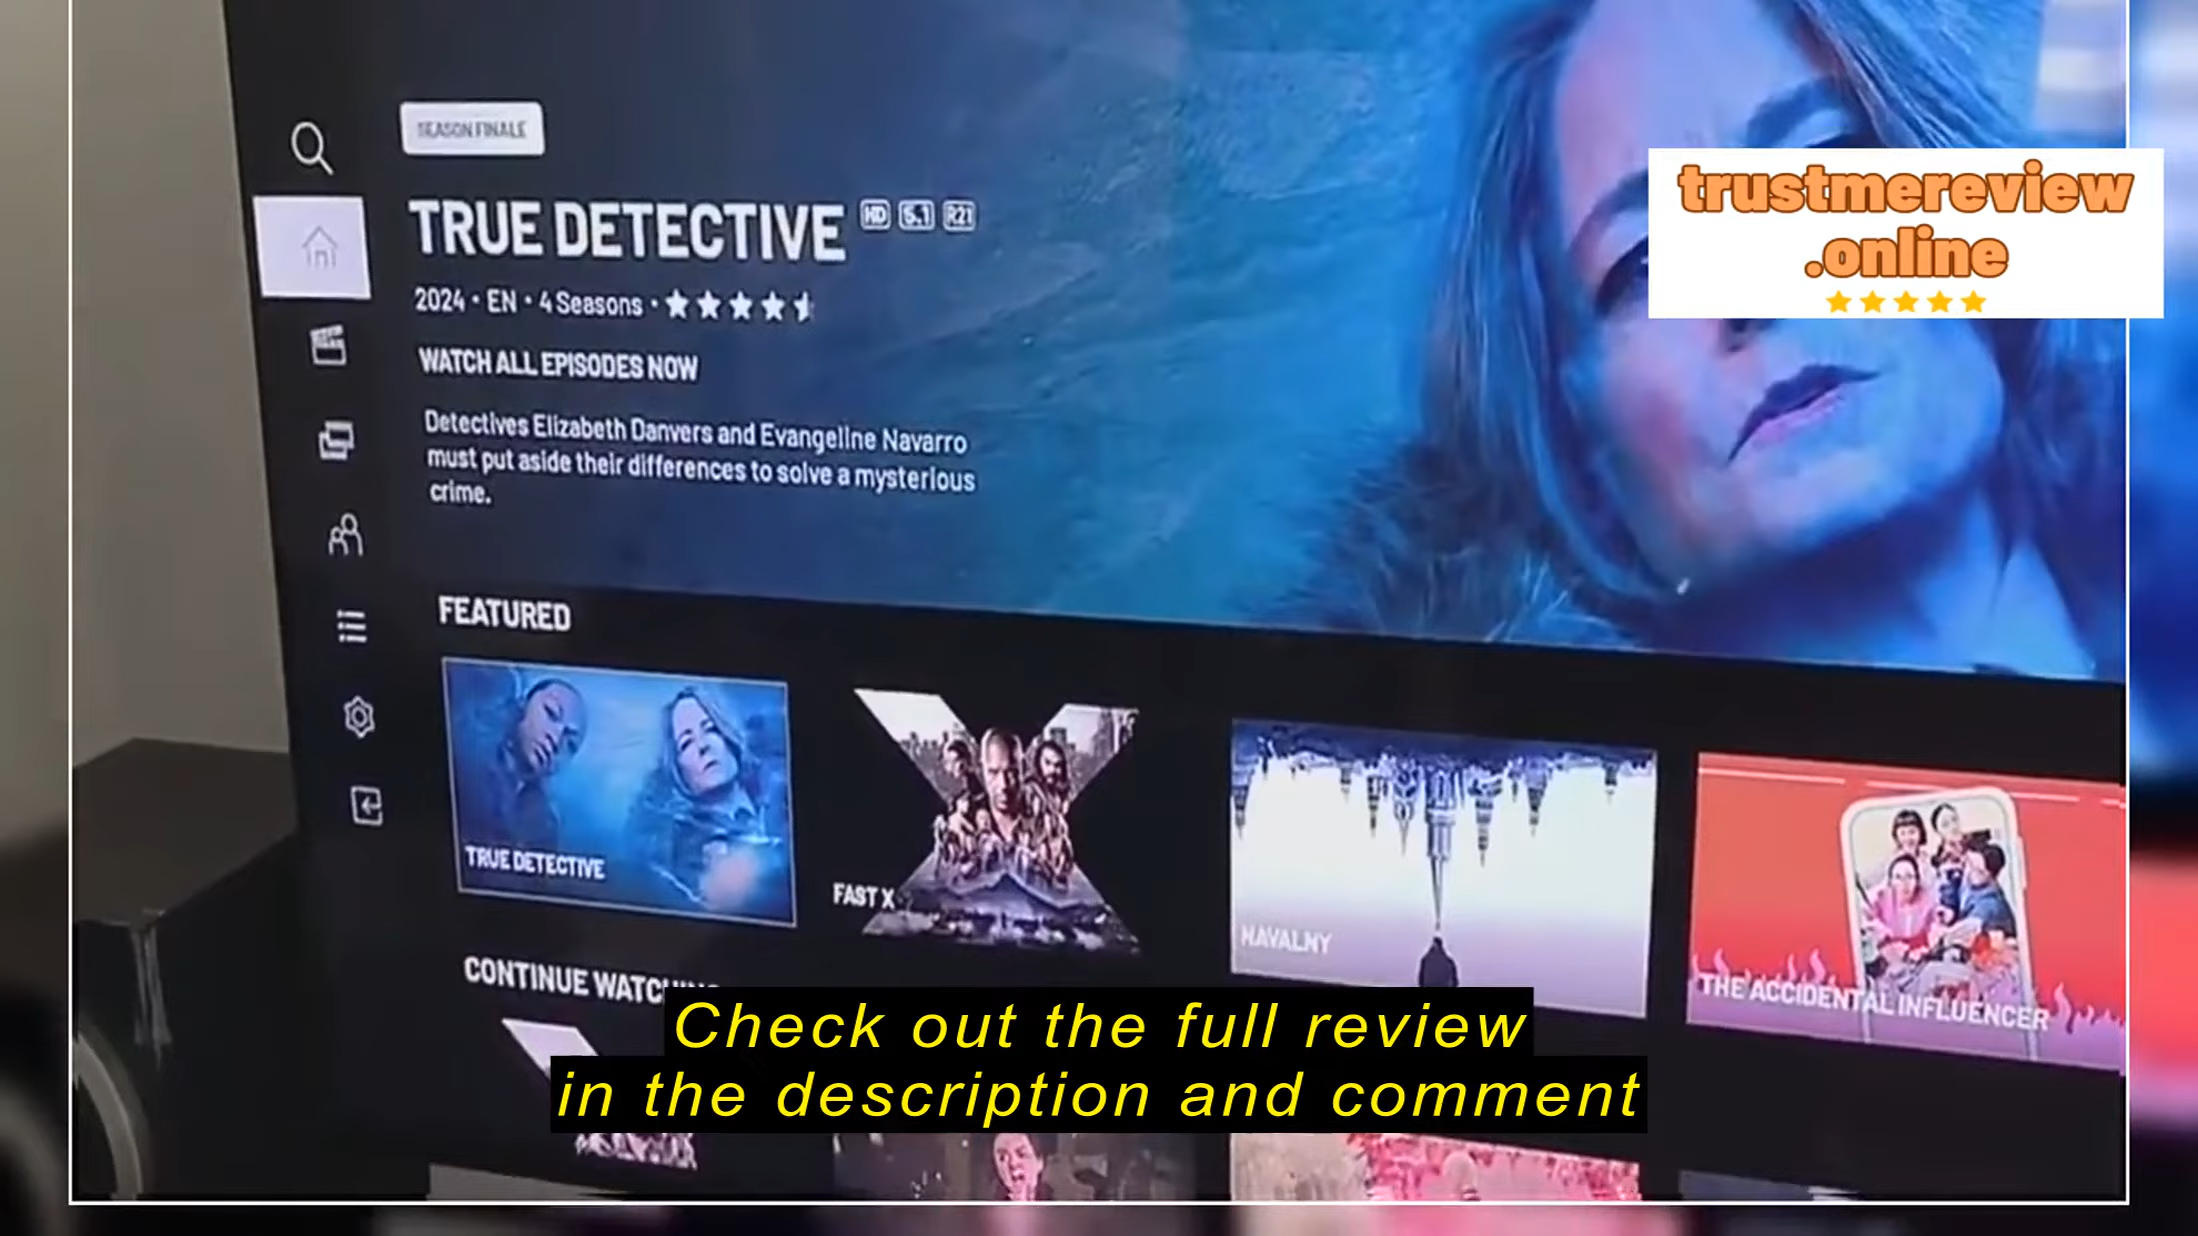 SEASON FINALE
TRUE DETECTIVE HD 5.1 R21
2024 • EN • 4 Seasons •
WATCH ALL EPISODES NOW
Detectives Elizabeth Danvers and Evangeline Navarro
must put aside their differences to solve a mysterious
crime.
trustmereview
.online
FEATURED
TRUE DETECTIVE
FAST X
NAVALNY
THE ACCIDENTAL INFLUENCER
CONTINUE
Check out the full review
in the description and comment